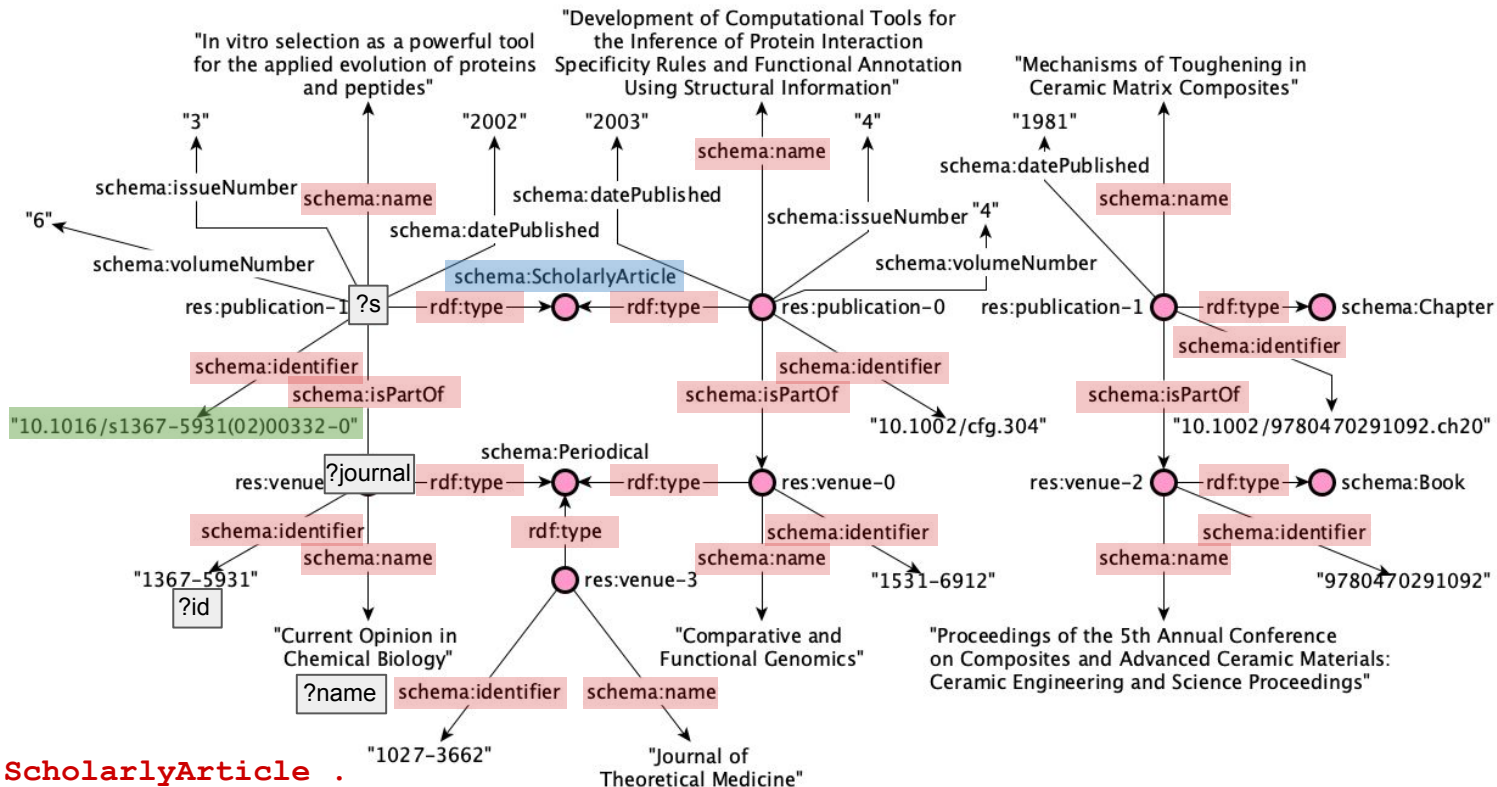 "Development of Computational Tools for
the Inference of Protein Interaction
Specificity Rules and Functional Annotation
Using Structural Information"
"In vitro selection as a powerful tool
for the applied evolution of proteins
and peptides"
"Mechanisms of Toughening in
Ceramic Matrix Composites"
"3"
"2002"
"2003"
"4"
"1981"
schema:name
schema:datePublished
schema:issueNumber
schema:name
schema:datePublished
schema:name
"6"
schema:datePublished
schema:issueNumber
"4"
schema:volumeNumber
schema:volumeNumber
schema:ScholarlyArticle
res:publication-1
?s
rdf:type
rdf:type
res:publication-0
res:publication-1
rdf:type
schema:Chapter
schema:identifier
schema:isPartOf
schema:identifier
schema:isPartOf
schema:identifier
schema:isPartOf
"10.1016/s1367-5931(02)00332-0"
"10.1002/cfg.304"
"10.1002/9780470291092.ch20"
schema:Periodical
res:venue
?journal
rdf:type
rdf:type
res:venue-0
res:venue-2
rdf:type
schema:Book
schema:identifier
schema:name
rdf:type
schema:identifier
schema:name
schema:identifier
schema:name
"1367-5931"
?id
res:venue-3
"1531-6912"
"9780470291092"
"Current Opinion in
Chemical Biology"
?name
"Comparative and
Functional Genomics"
"Proceedings of the 5th Annual Conference
on Composites and Advanced Ceramic Materials:
Ceramic Engineering and Science Proceedings"
schema:identifier
schema:name
"1027-3662"
"Journal of
Theoretical Medicine"
ScholarlyArticle .